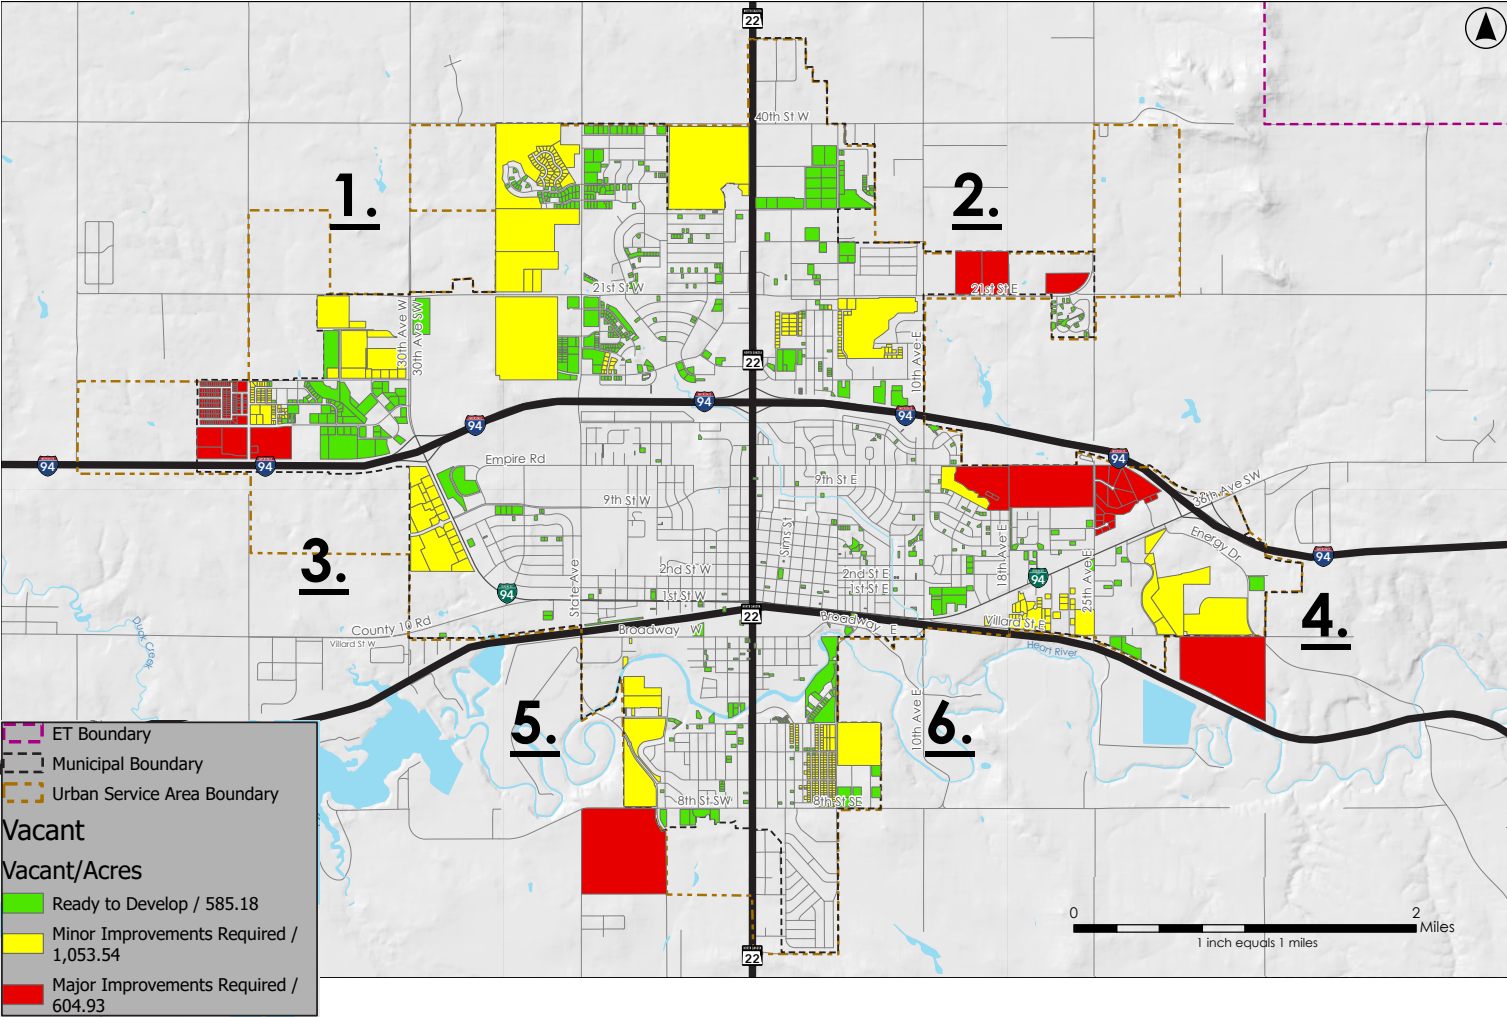 22
40th St W
1.
2.
21st St W
21st St E
30th Ave W
30th Ave SW
22
10th Ave E
94
94
94
94
94
94
Empire Rd
9th St W
9th St E
38th Ave SW
Sims St
18th Ave E
Energy Dr
94
3.
State Ave
2nd St W
2nd St E
25th Ave E
94
94
1st St W
1st St E
22
4.
County 10 Rd
Broadway W
Broadway E
Villard St E
Villard St W
Duck Creek
Heart River
5.
10th Ave E
6.
8th St SW
8th St SE
ET Boundary
Municipal Boundary
Urban Service Area Boundary
Vacant
Vacant/Acres
Ready to Develop / 585.18
Minor Improvements Required /
1,053.54
Major Improvements Required /
604.93
0 2
Miles
1 inch equals 1 miles
22